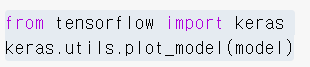 from tensorflow import keras
keras.utils.plot_model(model)